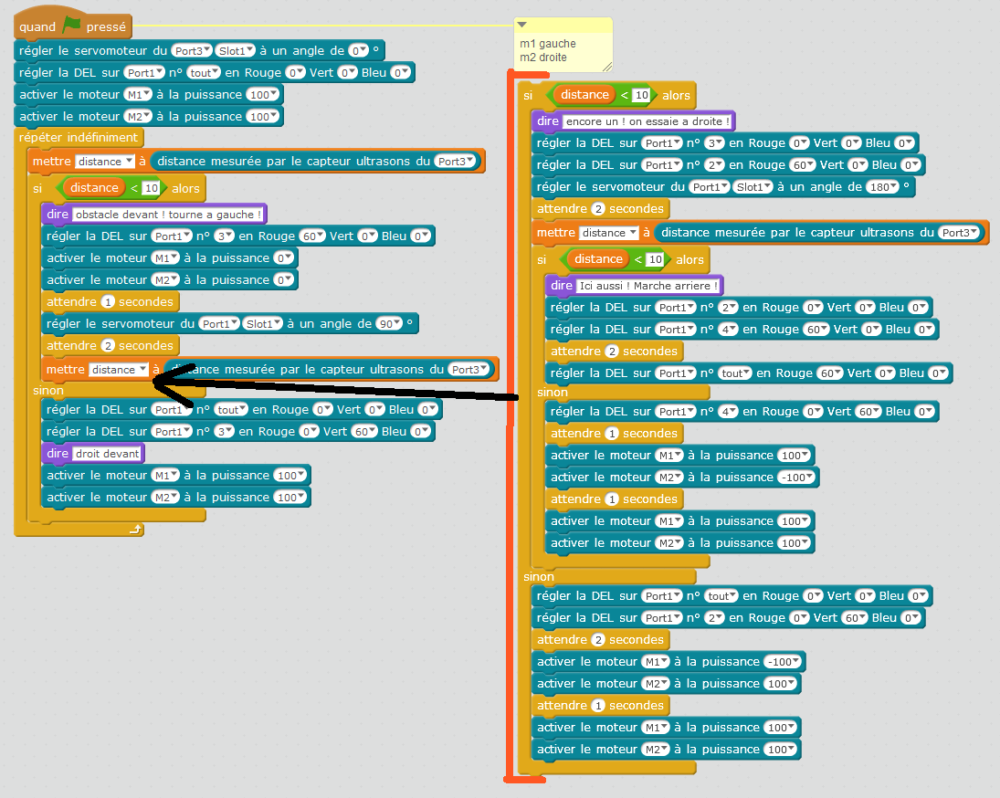 quand pressé
régler le servomoteur du Port3 Slot1 à un angle de 0 °
régler la DEL sur Port1 n° tout en Rouge 0 Vert 0 Bleu 0
activer le moteur M1 à la puissance 100
activer le moteur M2 à la puissance 100
répéter indéfiniment
mettre distance à distance mesurée par le capteur ultrasons du Port3
si distance < 10 alors
dire obstacle devant ! tourne a gauche !
régler la DEL sur Port1 n° 3 en Rouge 60 Vert 0 Bleu 0
activer le moteur M1 à la puissance 0
activer le moteur M2 à la puissance 0
attendre 1 secondes
régler le servomoteur du Port1 Slot1 à un angle de 90 °
attendre 2 secondes
mettre distance à distance mesurée par le capteur ultrasons du Port3
sinon
régler la DEL sur Port1 n° tout en Rouge 0 Vert 0 Bleu 0
régler la DEL sur Port1 n° 3 en Rouge 0 Vert 60 Bleu 0
dire droit devant
activer le moteur M1 à la puissance 100
activer le moteur M2 à la puissance 100
m1 gauche
m2 droite
si distance < 10 alors
dire encore un ! on essaie a droite !
régler la DEL sur Port1 n° 3 en Rouge 0 Vert 0 Bleu 0
régler la DEL sur Port1 n° 2 en Rouge 60 Vert 0 Bleu 0
régler le servomoteur du Port1 Slot1 à un angle de 180 °
attendre 2 secondes
mettre distance à distance mesurée par le capteur ultrasons du Port3
si distance < 10 alors
dire Ici aussi ! Marche arriere !
régler la DEL sur Port1 n° 2 en Rouge 0 Vert 0 Bleu 0
régler la DEL sur Port1 n° 4 en Rouge 60 Vert 0 Bleu 0
attendre 2 secondes
régler la DEL sur Port1 n° tout en Rouge 60 Vert 0 Bleu 0
sinon
régler la DEL sur Port1 n° 4 en Rouge 0 Vert 60 Bleu 0
attendre 1 secondes
activer le moteur M1 à la puissance 100
activer le moteur M2 à la puissance -100
attendre 1 secondes
activer le moteur M1 à la puissance 100
activer le moteur M2 à la puissance 100
sinon
régler la DEL sur Port1 n° tout en Rouge 0 Vert 0 Bleu 0
régler la DEL sur Port1 n° 2 en Rouge 0 Vert 60 Bleu 0
attendre 2 secondes
activer le moteur M1 à la puissance -100
activer le moteur M2 à la puissance 100
attendre 1 secondes
activer le moteur M1 à la puissance 100
activer le moteur M2 à la puissance 100